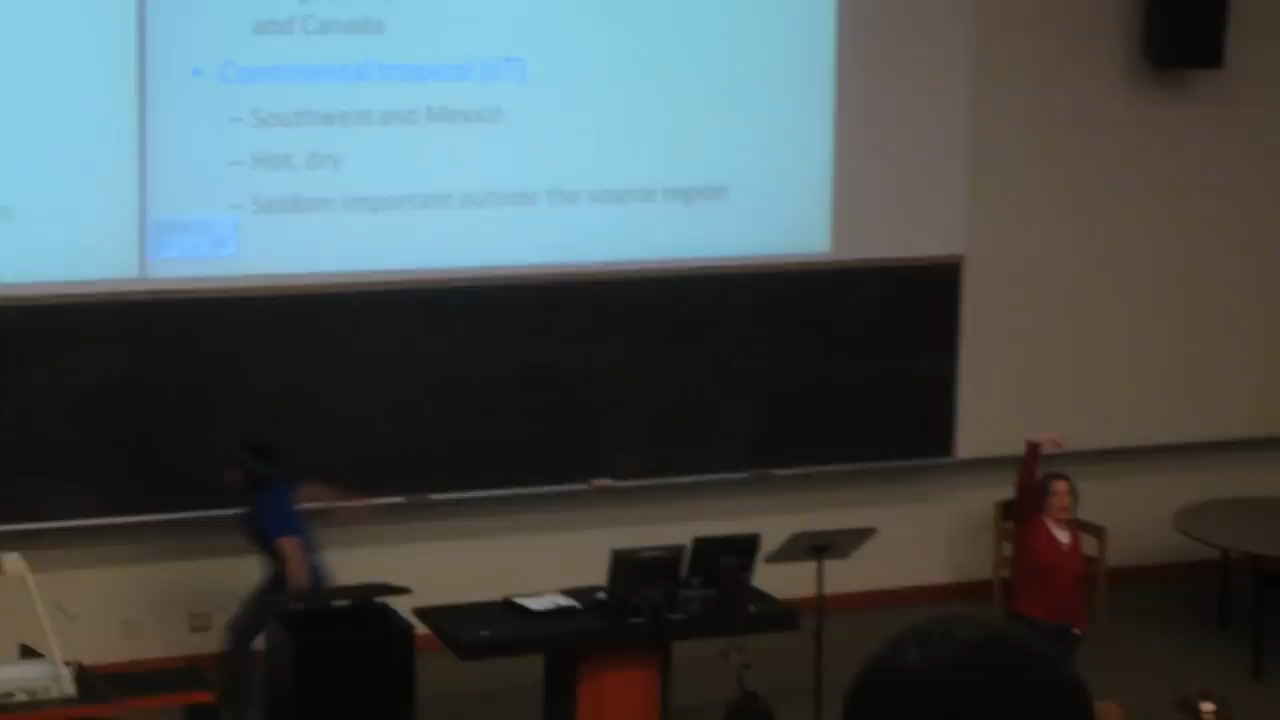 and Canada
• Continental tropical (cT)
– Southwest and Mexico
– Hot, dry
– Seldom important outside the source region